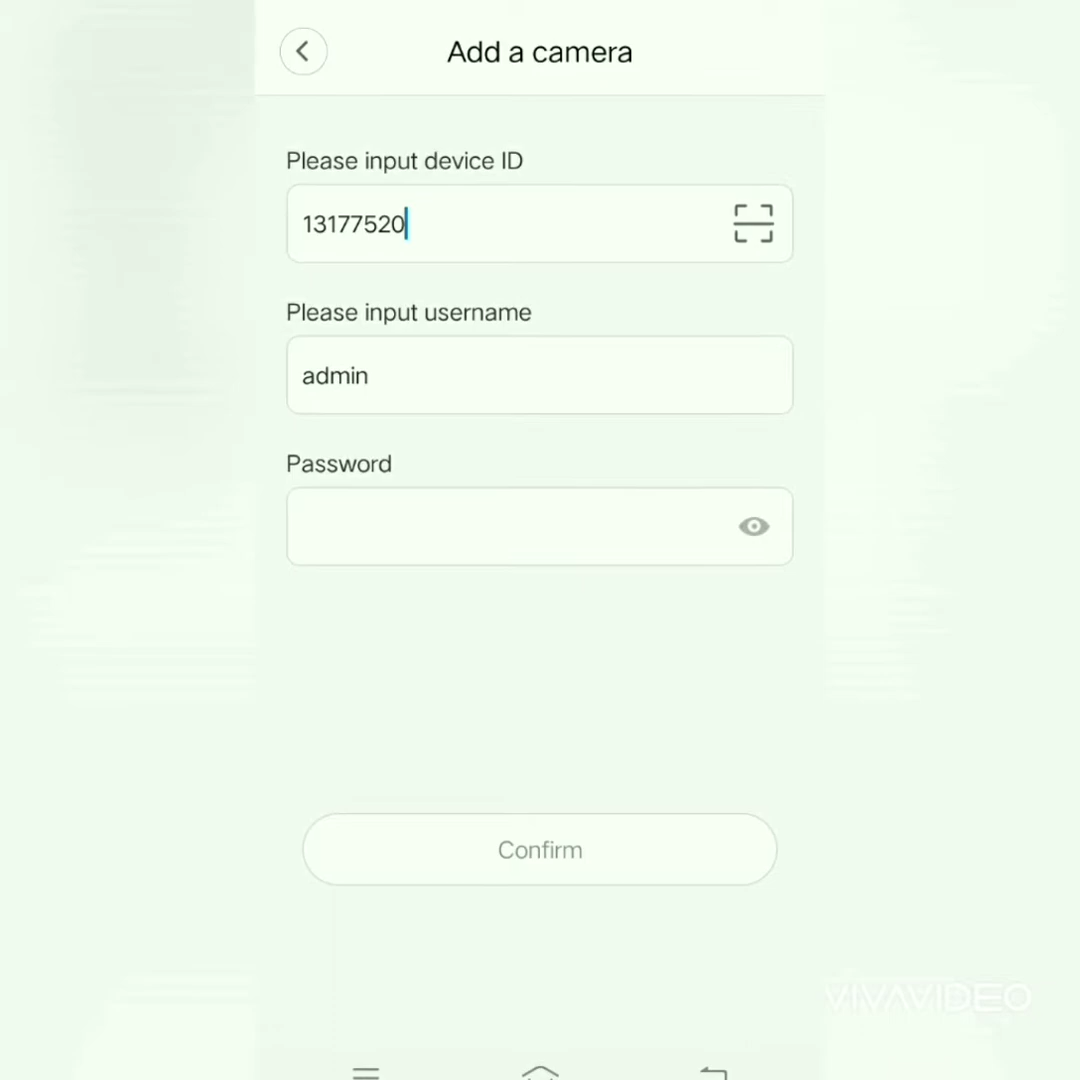 Add a camera
Please input device ID
13177520
Please input username
admin
Password
Confirm
VIVAVIDEO